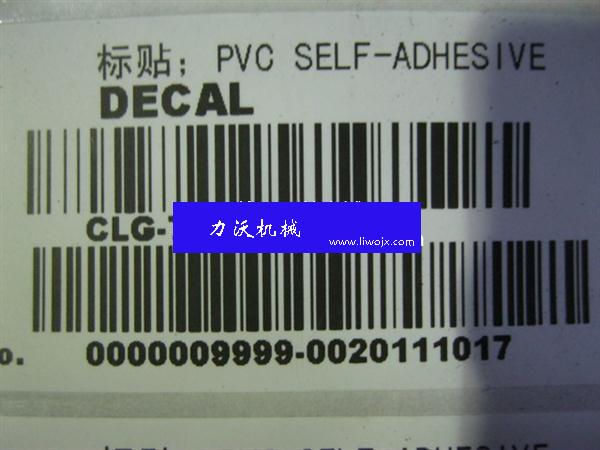 标贴; PVC SELF-ADHESIVE
DECAL
CLG-
力沃机械
www.liwojx.com
o. 0000009999-0020111017